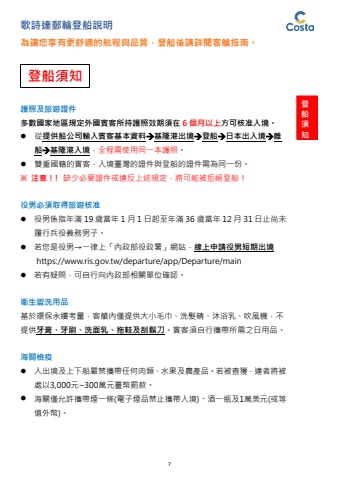 歌詩達郵輪登船說明
Costa
為讓您享有更舒適的航程與品質，登船後請詳閱客艙指南。
登船須知
登船須知
護照及旅遊證件
多數國家地區規定外國賓客所持護照效期須在 6 個月以上方可核准入境。
● 從提供船公司輸入賓客基本資料→基隆港出境→登船→日本出入境→離
船→基隆港入境，全程需使用同一本護照。
● 雙重國籍的賓客，入境臺灣的證件與登船的證件需為同一份。
※ 注意！! 缺少必要證件或違反上述規定，將可能被拒絕登船！
役男必須取得旅遊核准
● 役男係指年滿 19 歲當年 1 月 1 日起至年滿 36 歲當年 12 月 31 日止尚未
履行兵役義務男子。
● 若您是役男→一律上「內政部役政署」網站，線上申請役男短期出境
https://www.ris.gov.tw/departure/app/Departure/main
● 若有疑問，可自行向內政部相關單位確認。
衛生盥洗用品
基於環保永續考量，客艙內僅提供大小毛巾、洗髮精、沐浴乳、吹風機，不
提供牙膏、牙刷、洗面乳、拖鞋及刮鬍刀。賓客須自行攜帶所需之日用品。
海關檢疫
● 入出境及上下船嚴禁攜帶任何肉類、水果及農產品。若被查獲，違者將被
處以3,000元~300萬元臺幣罰款。
● 海關僅允許攜帶煙一條(電子煙品禁止攜帶入境)、酒一瓶及1萬美元(或等
值外幣)。
7